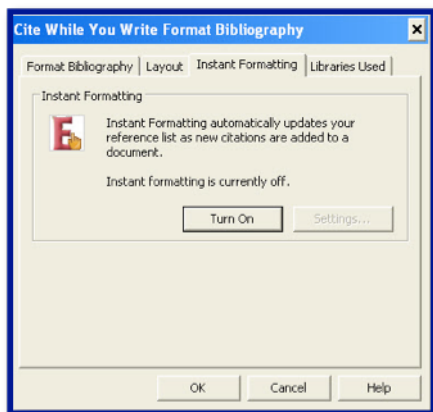 Cite While You Write Format Bibliography
Format Bibliography Layout Instant Formatting Libraries Used
Instant Formatting
Instant Formatting automatically updates your
reference list as new citations are added to a
document.
Instant formatting is currently off.
Turn On Settings...
OK Cancel Help